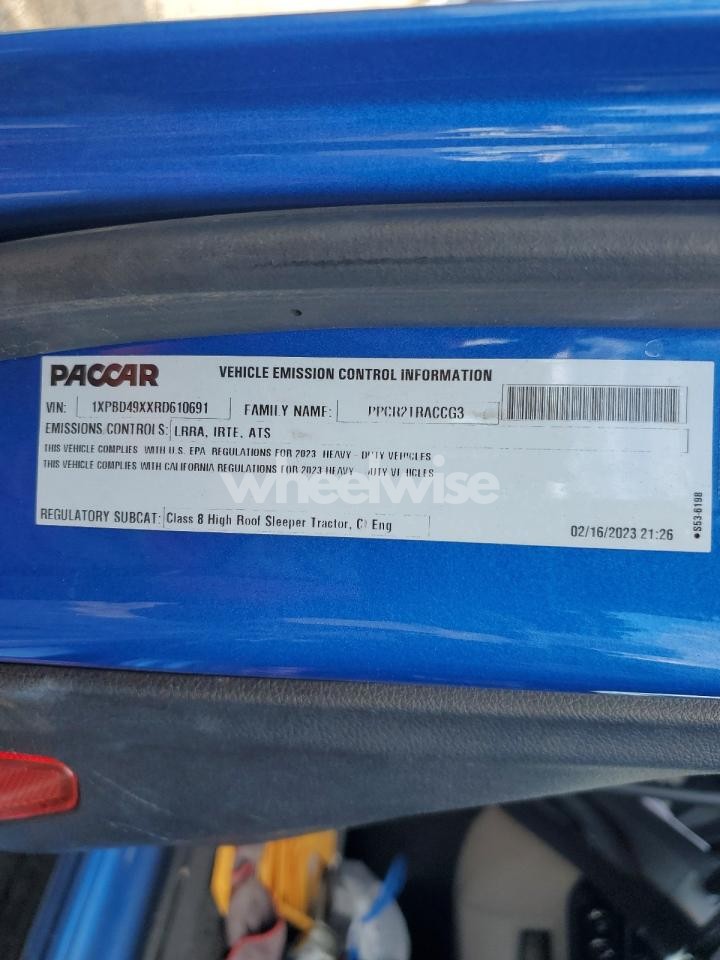 PACCAR VEHICLE EMISSION CONTROL INFORMATION
VIN: 1XPBD49XXRD610691 FAMILY NAME: PPCR2TRACCG3
EMISSIONS CONTROLS: LRRA, IRTE, ATS
THIS VEHICLE COMPLIES WITH U.S. EPA REGULATIONS FOR 2023 HEAVY-DUTY VEHICLES
THIS VEHICLE COMPLIES WITH CALIFORNIA REGULATIONS FOR 2023 HEAVY-DUTY VEHICLES
wheelwise
REGULATORY SUBCAT: Class 8 High Roof Sleeper Tractor, CI Eng
02/16/2023 21:26
S53-6198